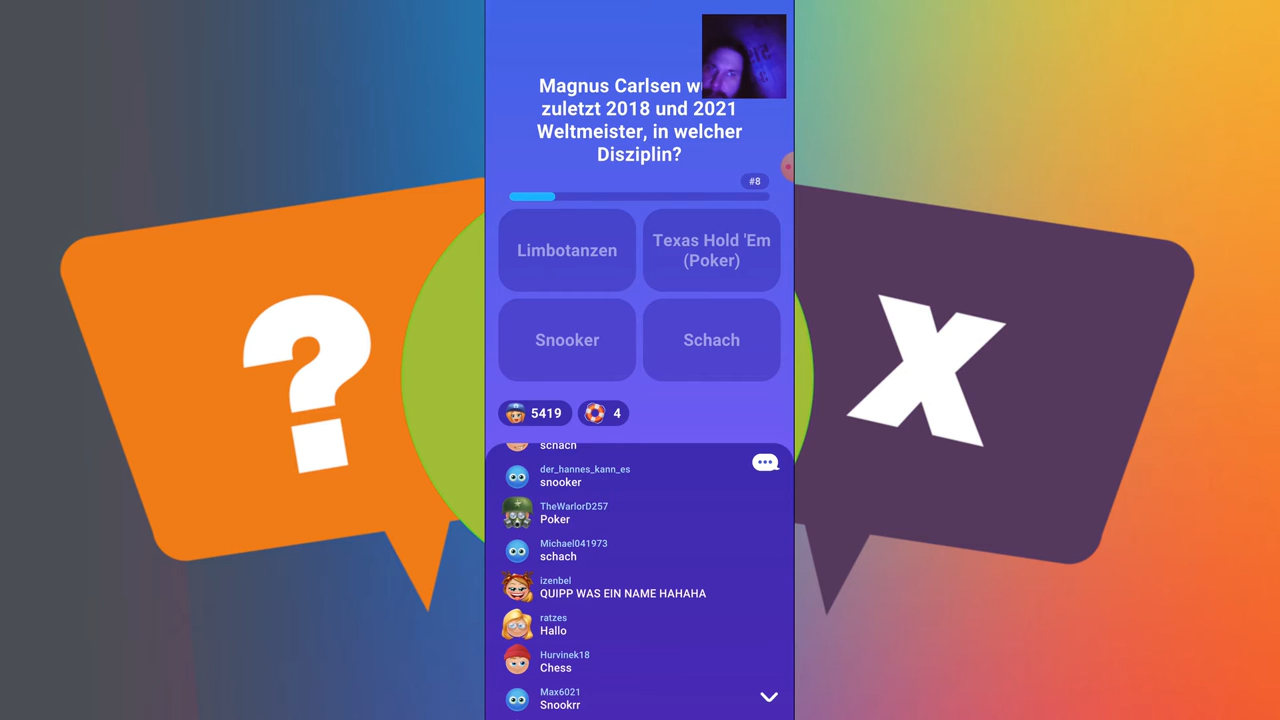 Magnus Carlsen
zuletzt 2018 und 2021
Weltmeister, in welcher
Disziplin?
#8
Limbotanzen
Texas Hold 'Em
(Poker)
Snooker
Schach
5419
4
schach
der_hannes_kann_es
snooker
TheWarlorD257
Poker
Michael041973
schach
izenbel
QUIPP WAS EIN NAME HAHAHA
ratzes
Hallo
Hurvinek18
Chess
Max6021
Snookrr
?
X